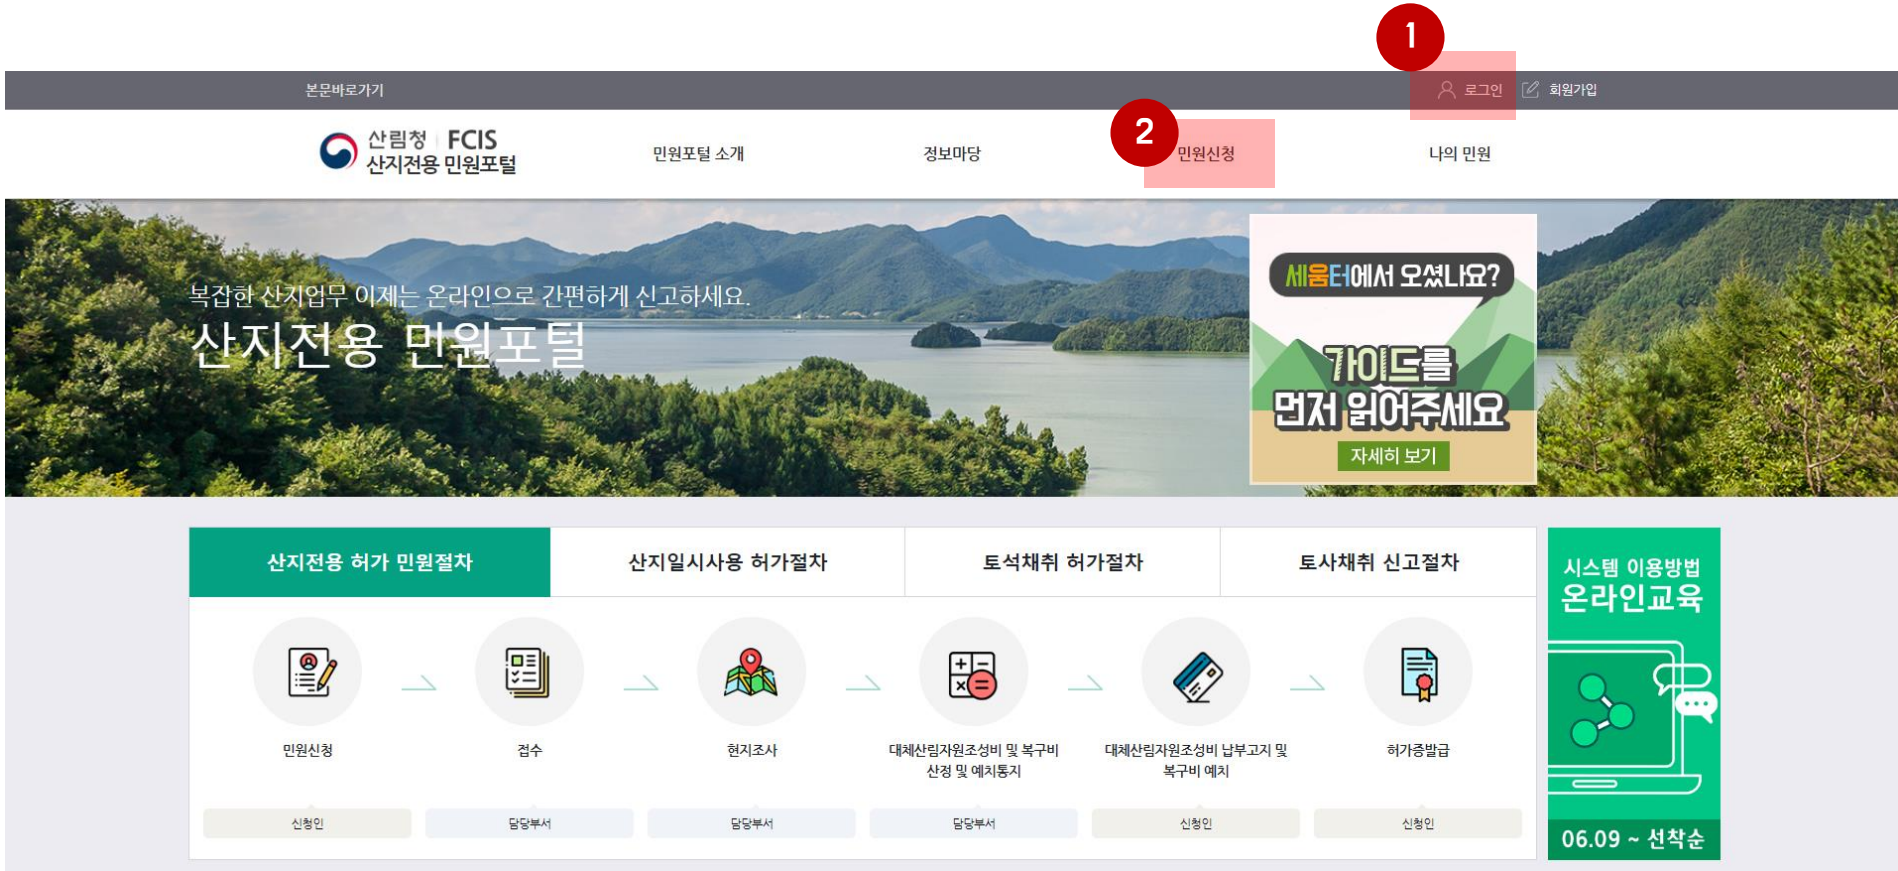 1
본문바로가기
로그인
회원가입
산림청 FCIS
산지전용 민원포털
민원포털 소개
정보마당
2
민원신청
나의 민원
복잡한 산지업무 이제는 온라인으로 간편하게 신고하세요.
산지전용 민원포털
세움터에서 오셨나요?
가이드를
먼저 읽어주세요
자세히 보기
산지전용 허가 민원절차
산지일시사용 허가절차
토석채취 허가절차
토사채취 신고절차
민원신청
접수
현지조사
대체산림자원조성비 및 복구비
산정 및 예치통지
대체산림자원조성비 납부고지 및
복구비 예치
허가증발급
신청인
담당부서
담당부서
담당부서
신청인
신청인
시스템 이용방법
온라인교육
06.09 ~ 선착순